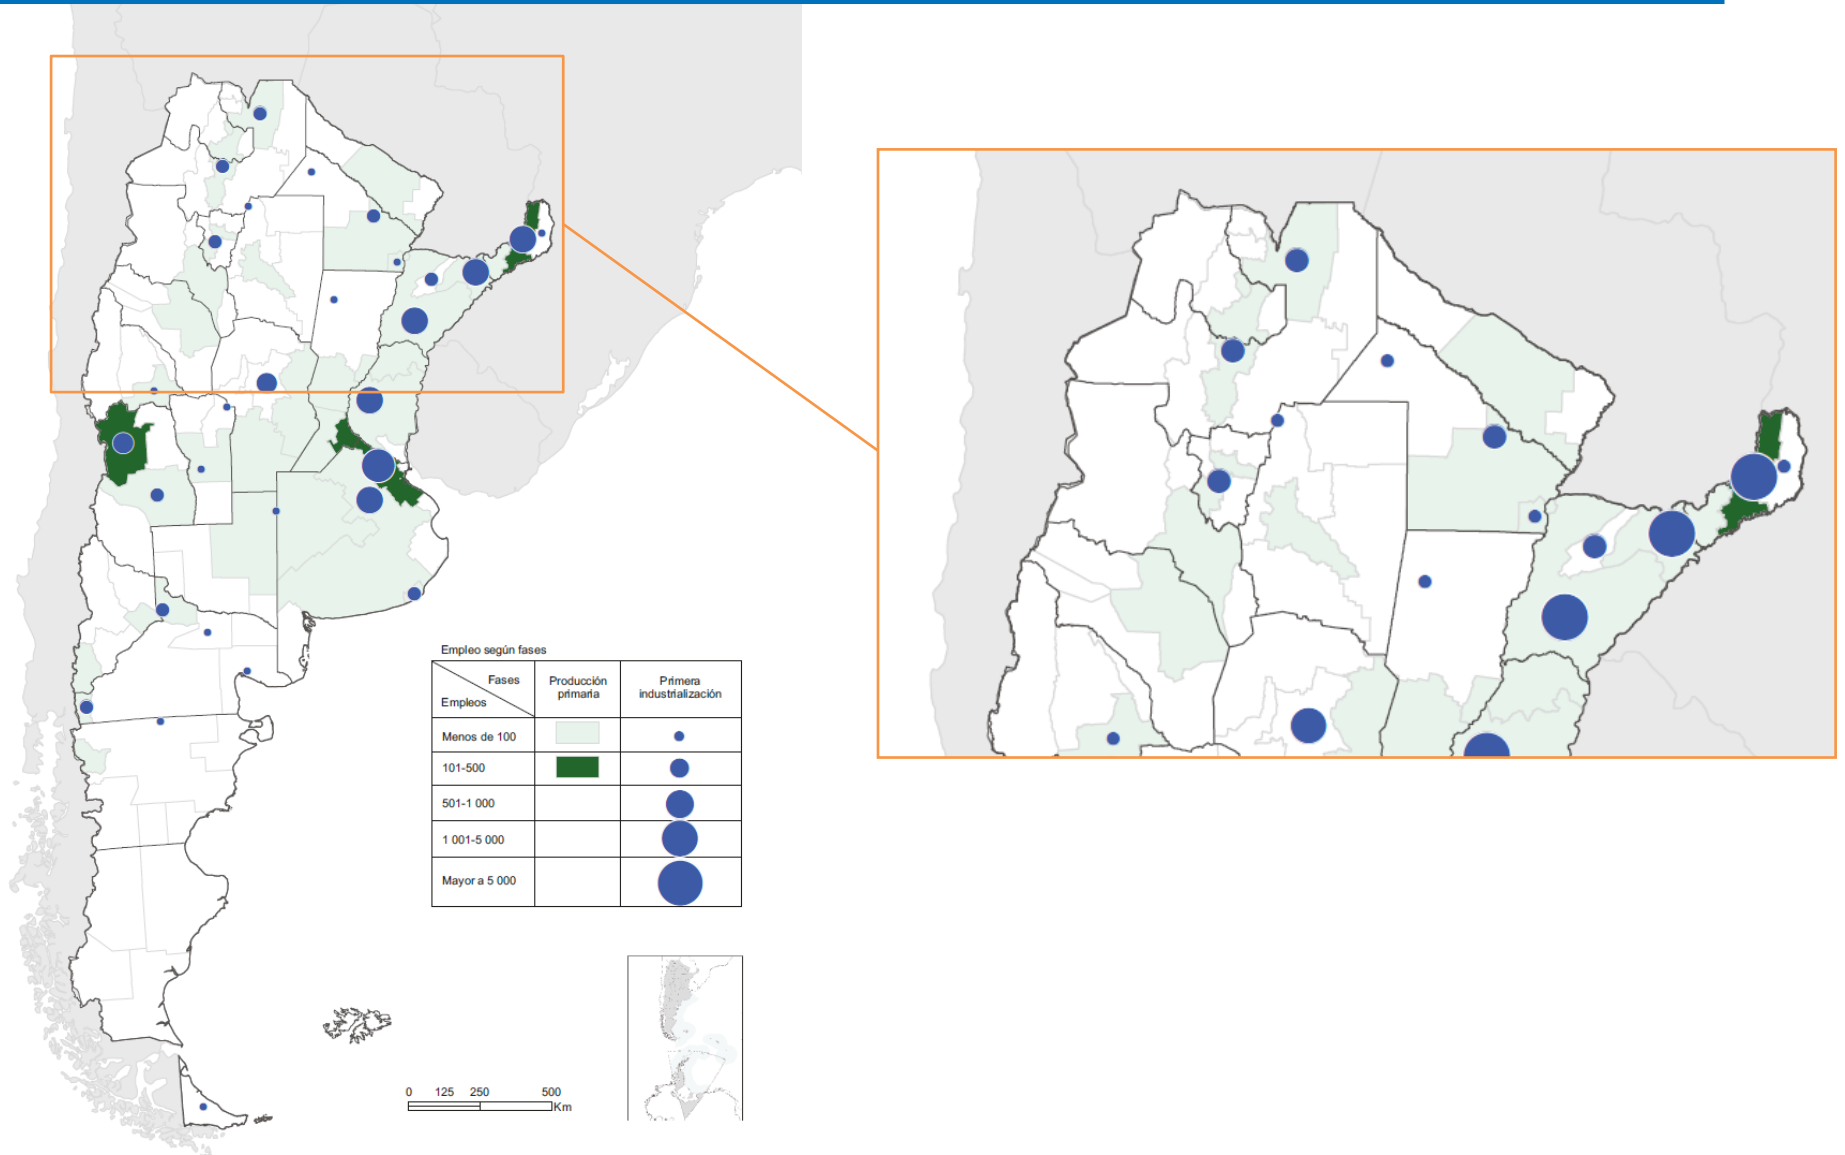 Empleo según fases
Fases
Empleos
Producción
primaria
Primera
industrialización
Menos de 100
101-500
501-1 000
1 001-5 000
Mayor a 5 000
0 125 250 500
Km